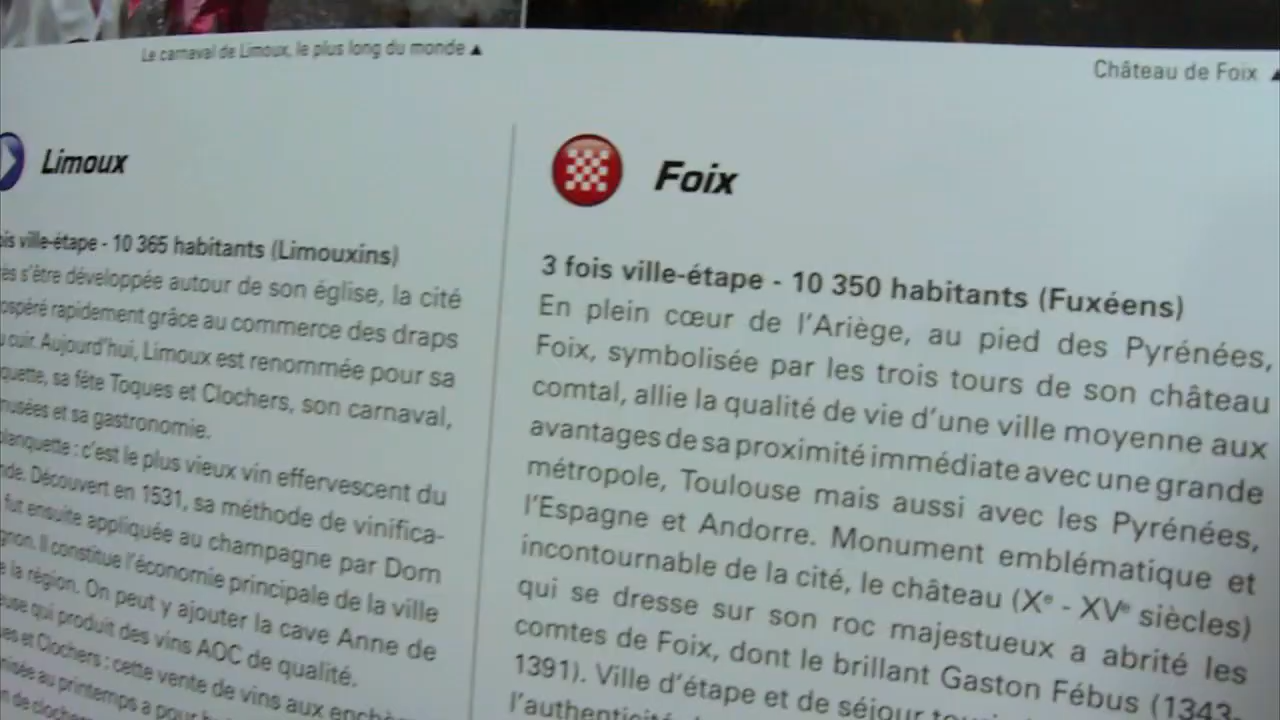 Le carnaval de Limoux, le plus long du monde ▲
Château de Foix ▲
Limoux
ville-étape - 10 365 habitants (Limouxins)
s'être développée autour de son église, la cité
rapidement grâce au commerce des draps
cuir. Aujourd'hui, Limoux est renommée pour sa
sa fête Toques et Clochers, son carnaval,
et sa gastronomie.
: c'est le plus vieux vin effervescent du
Découvert en 1531, sa méthode de vinifica-
fut ensuite appliquée au champagne par Dom
Il constitue l'économie principale de la ville
la région. On peut y ajouter la cave Anne de
qui produit des vins AOC de qualité.
et Clochers : cette vente de vins aux
au printemps a pour
Foix
3 fois ville-étape - 10 350 habitants (Fuxéens)
En plein cœur de l'Ariège, au pied des Pyrénées,
Foix, symbolisée par les trois tours de son château
comtal, allie la qualité de vie d'une ville moyenne aux
avantages de sa proximité immédiate avec une grande
métropole, Toulouse mais aussi avec les Pyrénées,
l'Espagne et Andorre. Monument emblématique et
incontournable de la cité, le château (Xe - XVe siècles)
qui se dresse sur son roc majestueux a abrité les
comtes de Foix, dont le brillant Gaston Fébus (1343-
1391). Ville d'étape et de séjour